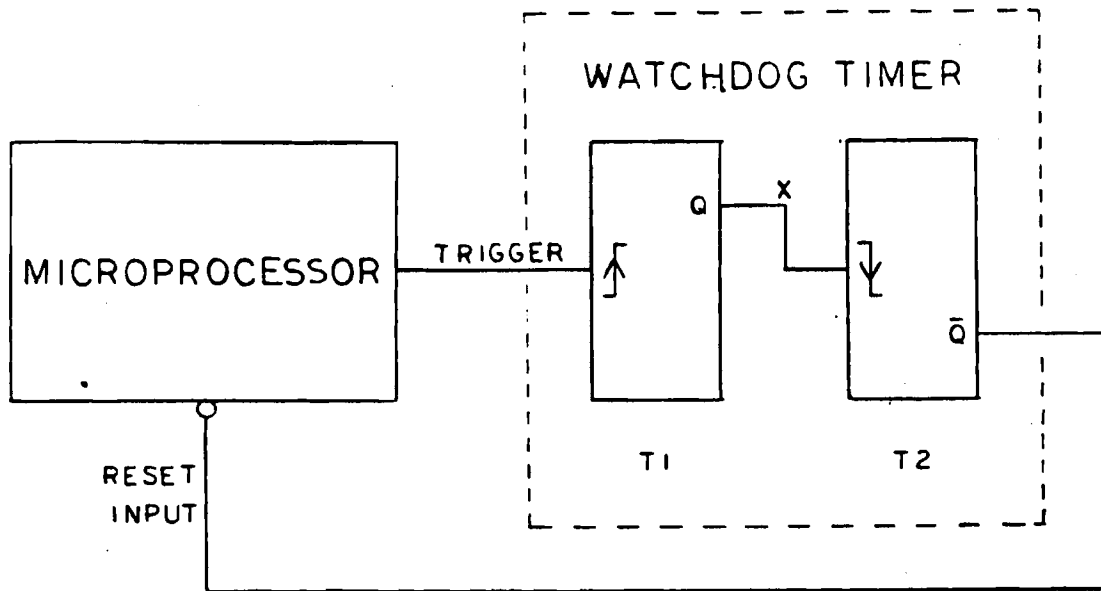 WATCHDOG TIMER
MICROPROCESSOR
TRIGGER
Q
X
Q̄
T1
T2
RESET
INPUT